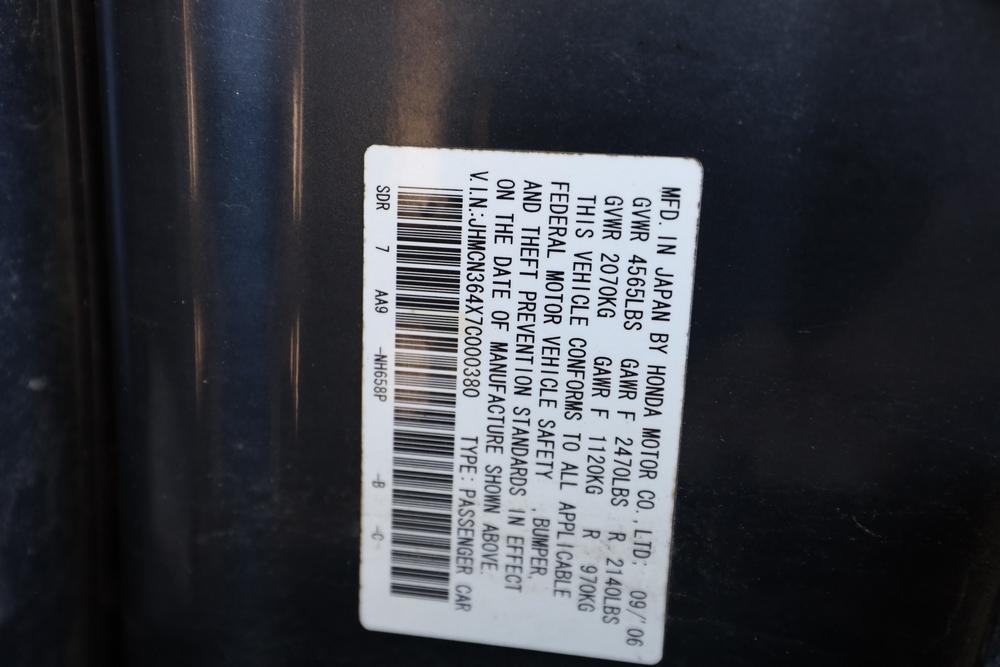 MFD. IN JAPAN BY HONDA MOTOR CO., LTD. 09/'06
GVWR 4565LBS GAWR F 2470LBS R 2140LBS
GVWR 2070KG GAWR F 1120KG R 970KG
THIS VEHICLE CONFORMS TO ALL APPLICABLE
FEDERAL MOTOR VEHICLE SAFETY , BUMPER,
AND THEFT PREVENTION STANDARDS IN EFFECT
ON THE DATE OF MANUFACTURE SHOWN ABOVE.
V.I.N.:JHMCN364X7C000380 TYPE:PASSENGER CAR
SDR 7 AA9 -NH658P -B -C-